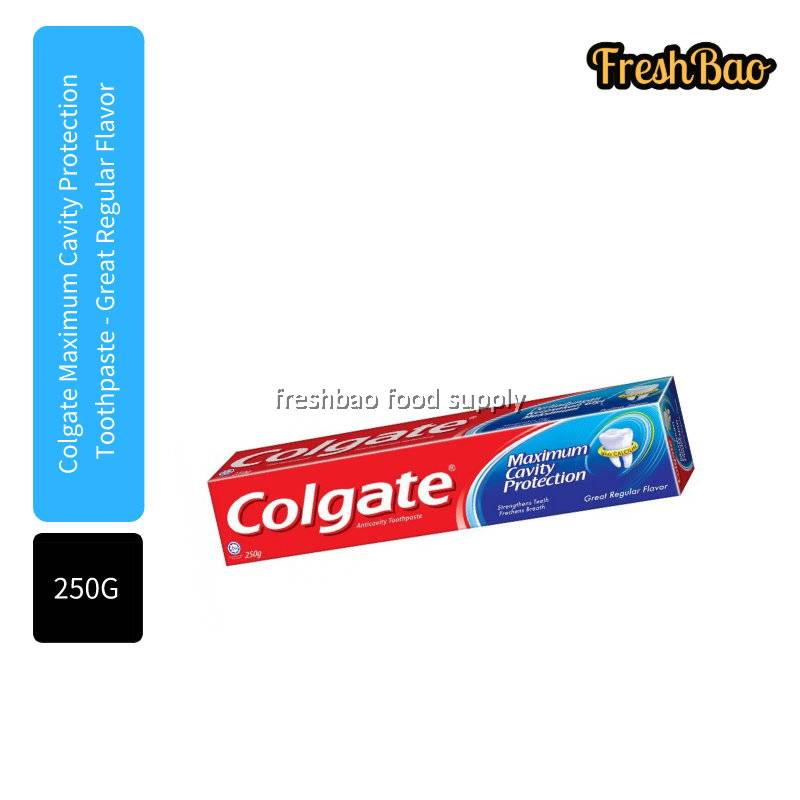 FreshBao
Colgate Maximum Cavity Protection
Toothpaste - Great Regular Flavor
250G
freshbao food supply
Colgate
Colgate®
Anticavity Toothpaste
250g
Maximum
Cavity
Protection
Strengthens Teeth
Freshens Breath
Great Regular Flavor